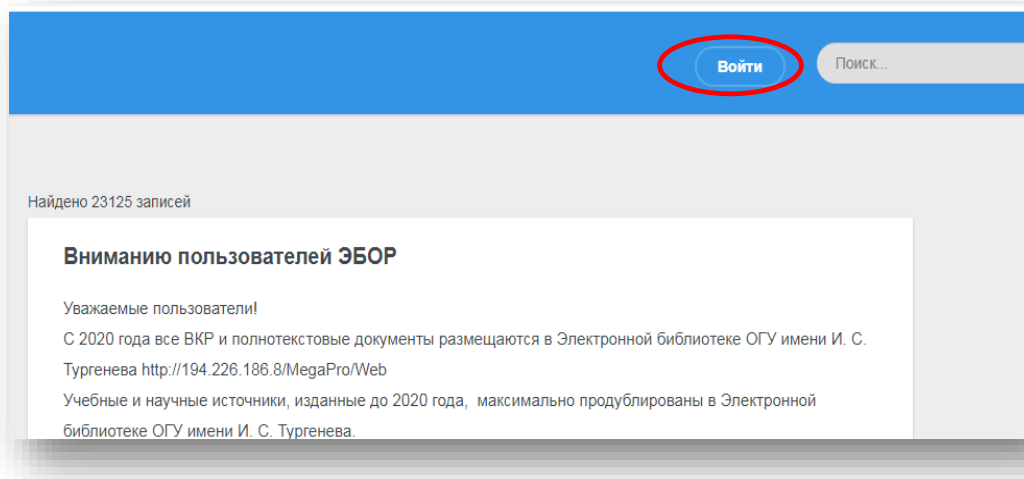 Войти
Поиск...
Найдено 23125 записей
Вниманию пользователей ЭБОР
Уважаемые пользователи!
С 2020 года все ВКР и полнотекстовые документы размещаются в Электронной библиотеке ОГУ имени И. С.
Тургенева http://194.226.186.8/MegaPro/Web
Учебные и научные источники, изданные до 2020 года, максимально продублированы в Электронной
библиотеке ОГУ имени И. С. Тургенева.